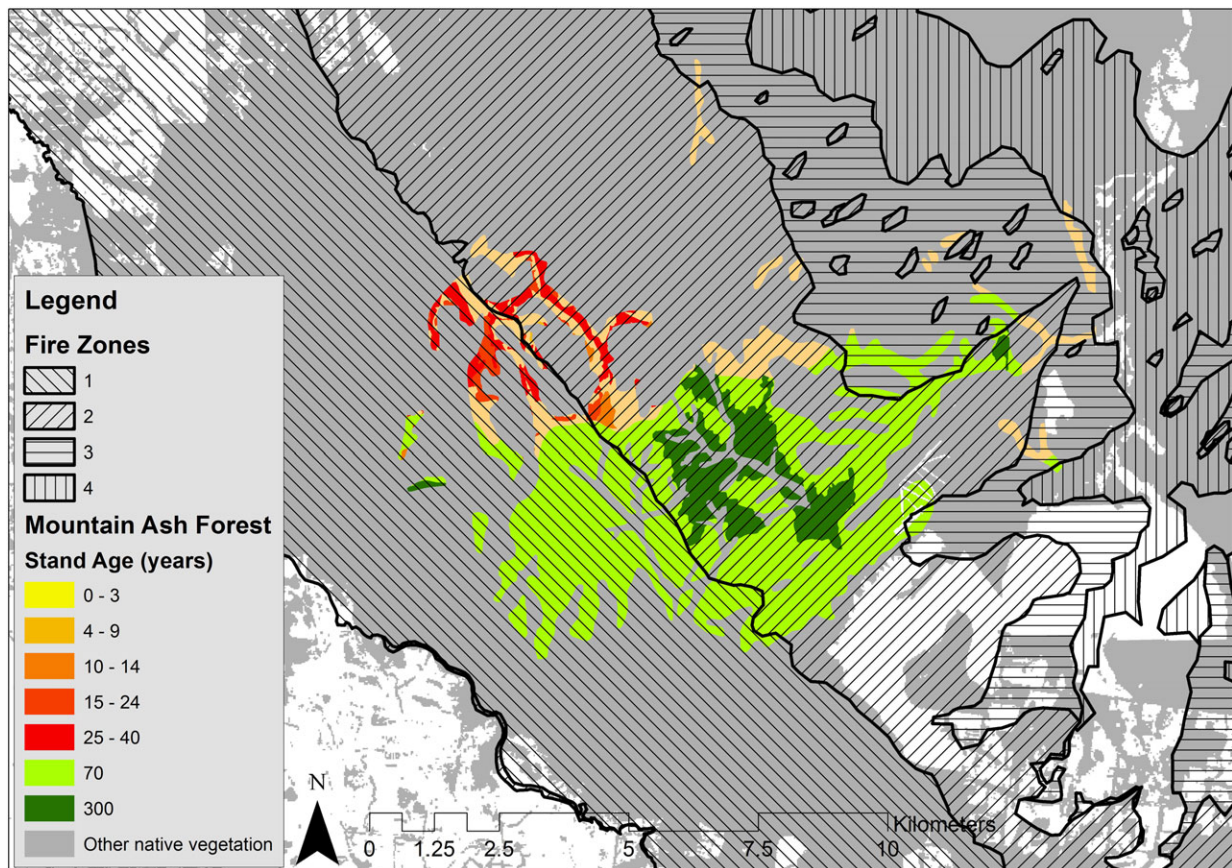 Legend
Fire Zones
1
2
3
4
Mountain Ash Forest
Stand Age (years)
0 - 3
4 - 9
10 - 14
15 - 24
25 - 40
70
300
Other native vegetation
N
Kilometers
0 1.25 2.5 5 7.5 10